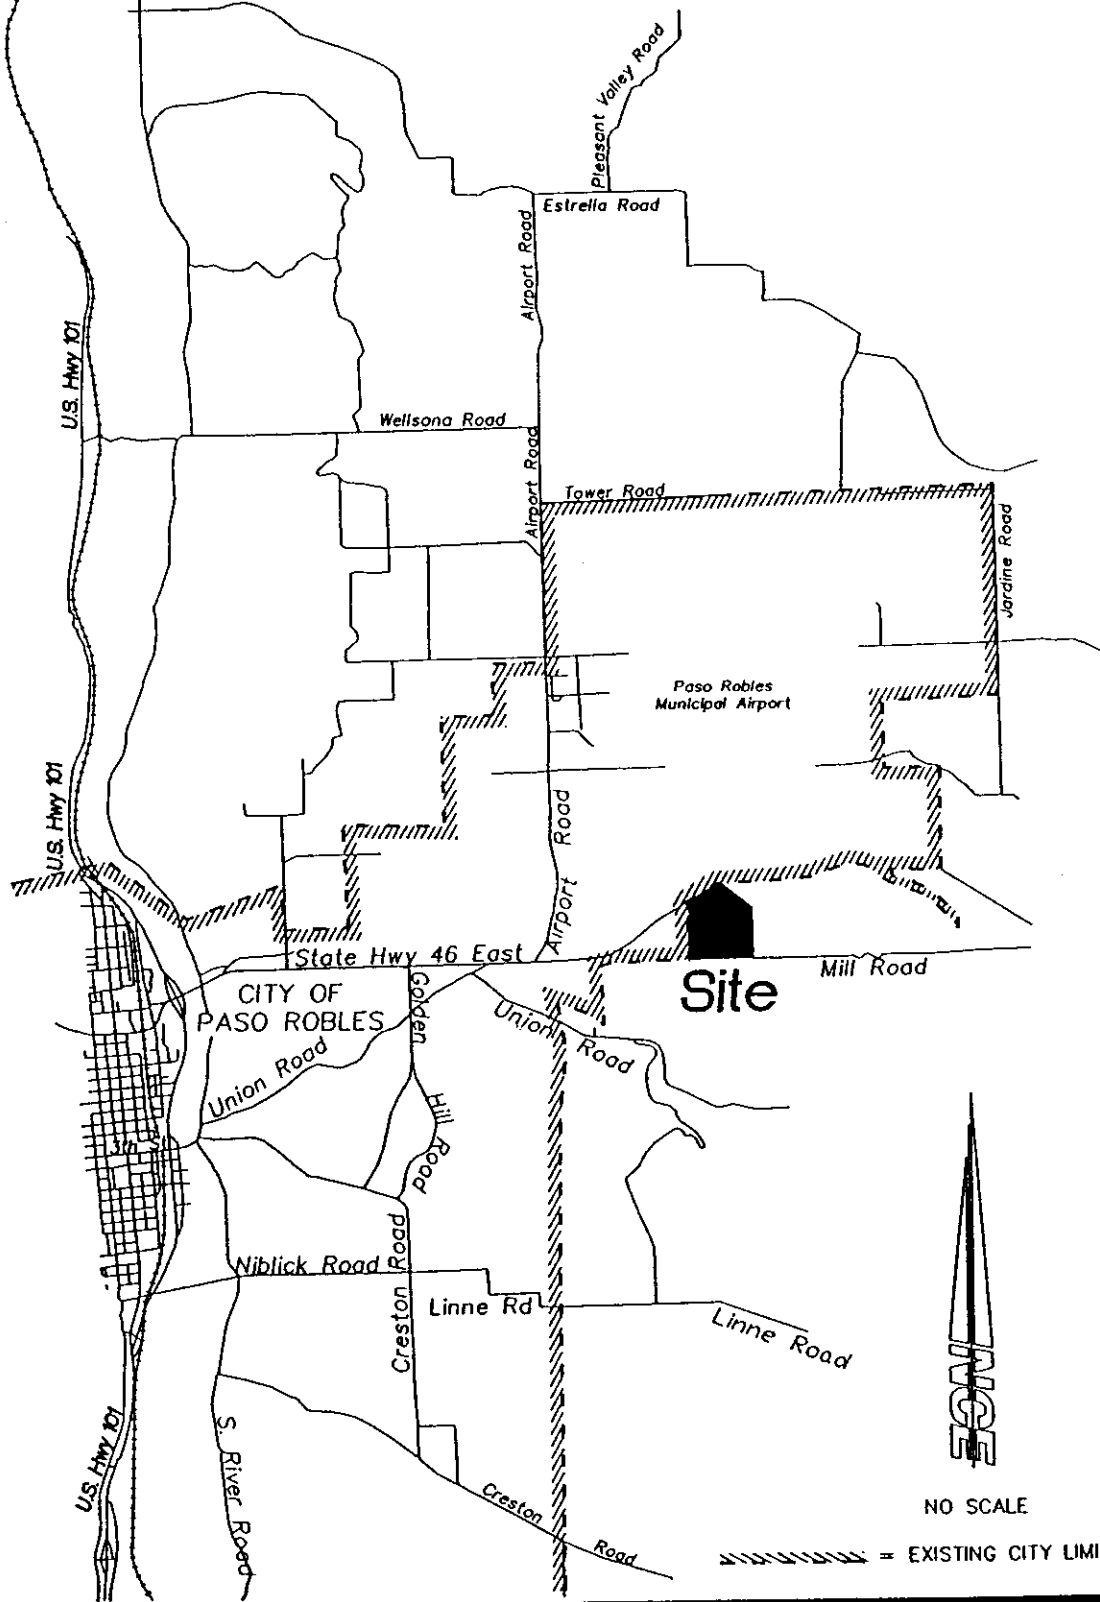 Pleasant Valley Road
Estrella Road
Airport Road
U.S. Hwy 101
Wellsona Road
Airport Road
Tower Road
Jardine Road
Paso Robles
Municipal Airport
U.S. Hwy 101
Airport Road
State Hwy 46 East
Mill Road
Site
CITY OF
PASO ROBLES
Golden
Hill
Road
Union Road
Union Road
13th St
Niblick Road
Creston Road
Linne Rd
Linne Road
U.S. Hwy 101
S. River Road
Creston Road
NCE
NO SCALE
= EXISTING CITY LIMI